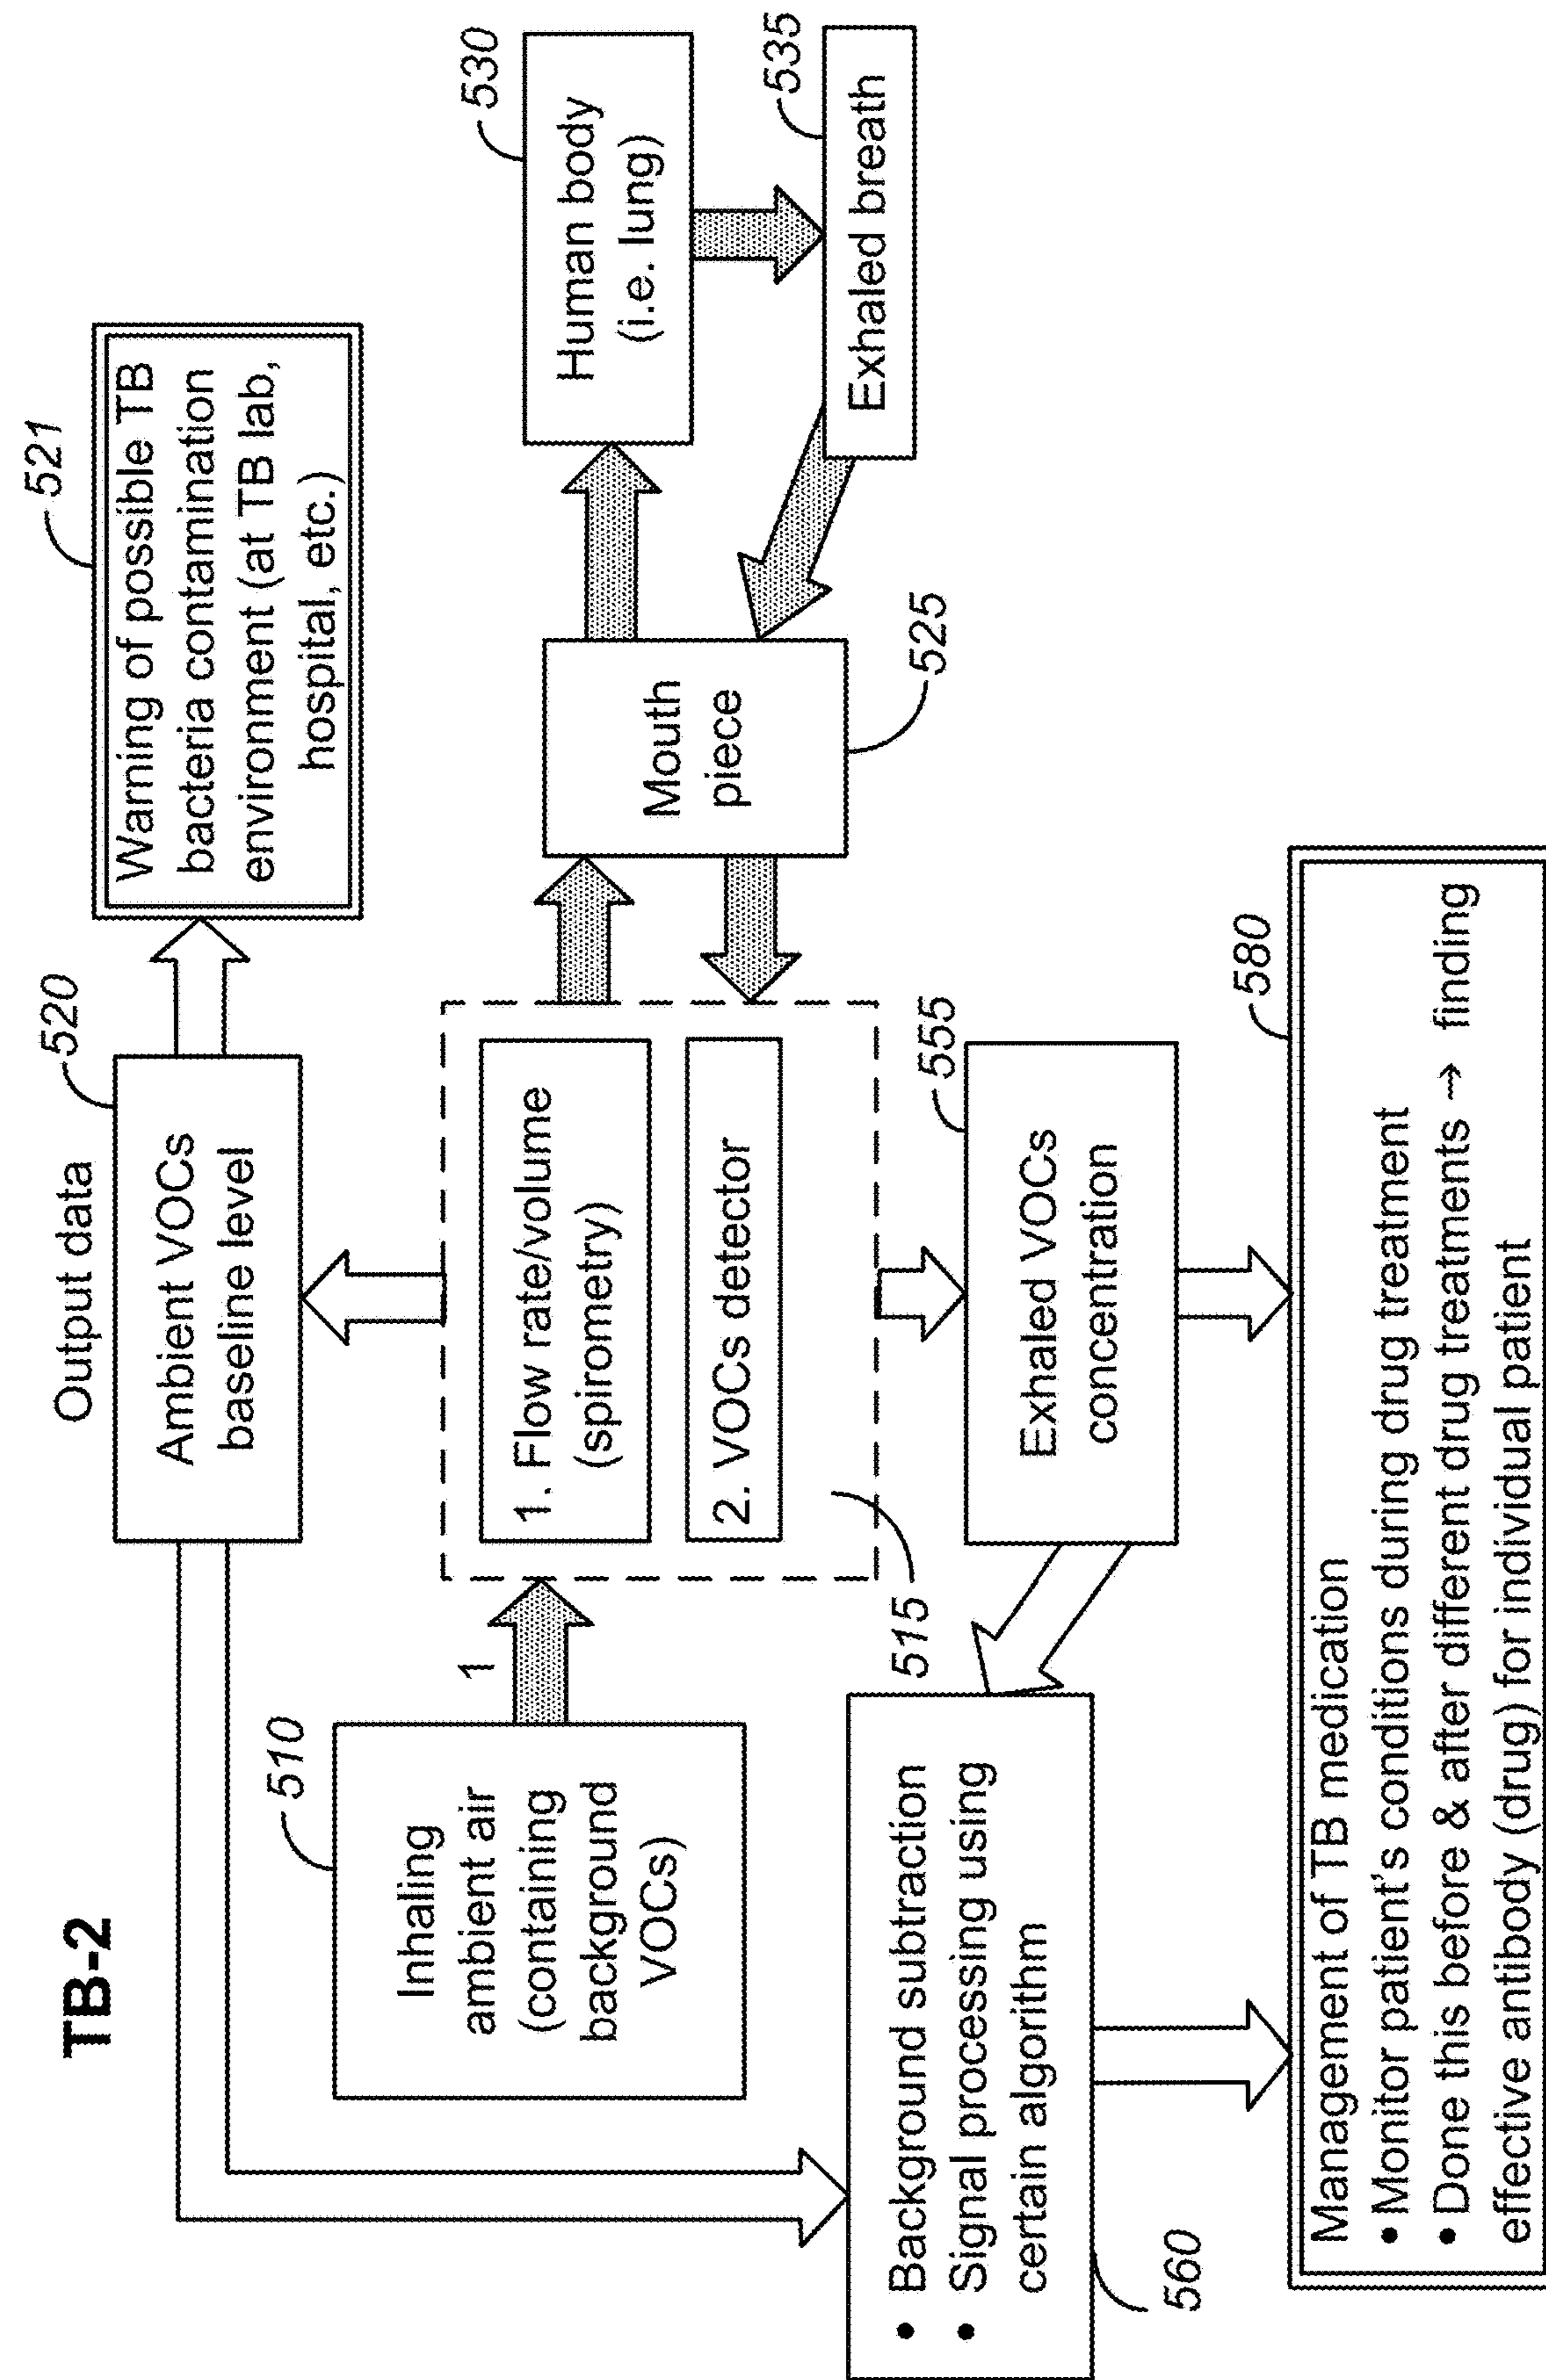 TB-2
Output data
520
Ambient VOCs
baseline level
521
Warning of possible TB
bacteria contamination
environment (at TB lab,
hospital, etc.)
510
Inhaling
ambient air
(containing
background
VOCs)
1
1. Flow rate/volume
(spirometry)
2. VOCs detector
515
Mouth
piece
525
530
Human body
(i.e. lung)
535
Exhaled breath
555
Exhaled VOCs
concentration
• Background subtraction
• Signal processing using
certain algorithm
560
580
Management of TB medication
• Monitor patient's conditions during drug treatment
• Done this before & after different drug treatments → finding
effective antibody (drug) for individual patient